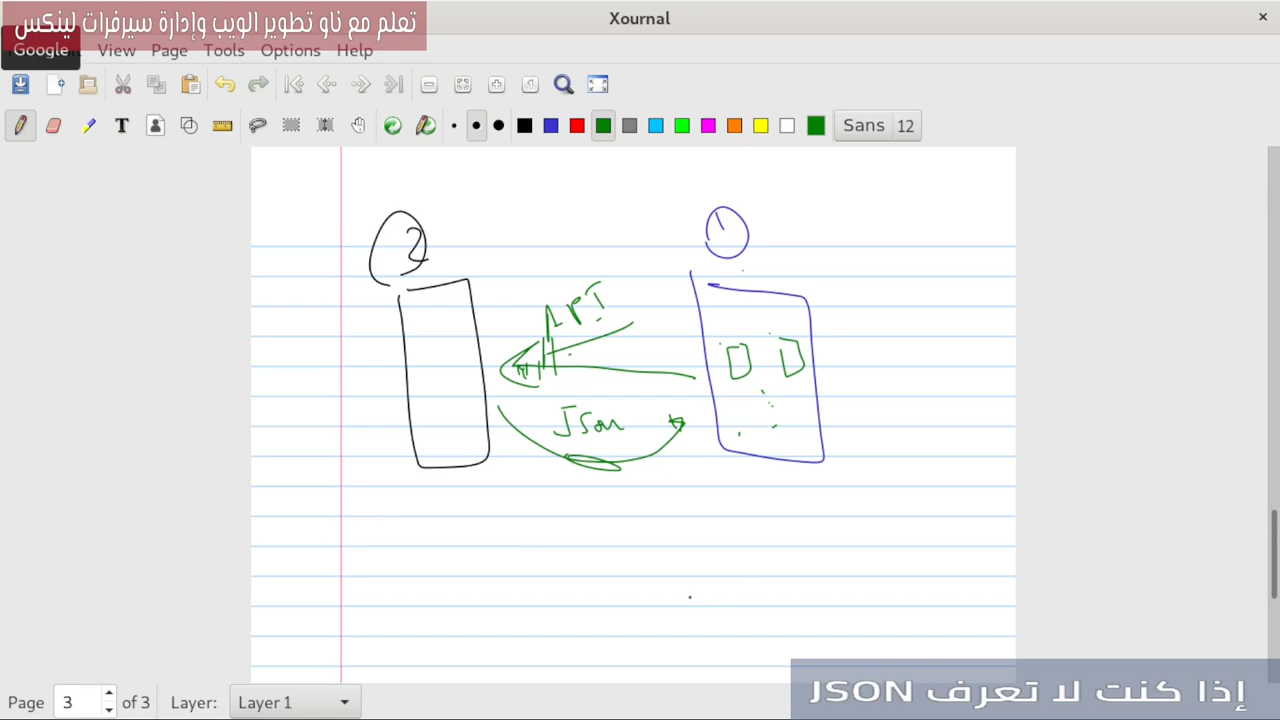 تعلم مع ناو تطوير الويب وإدارة سيرفرات لينكس
Xournal
Google
View Page Tools Options Help
Sans 12
2
1
API
Json
Page 3 of 3 Layer: Layer 1
إذا كنت لا تعرف JSON